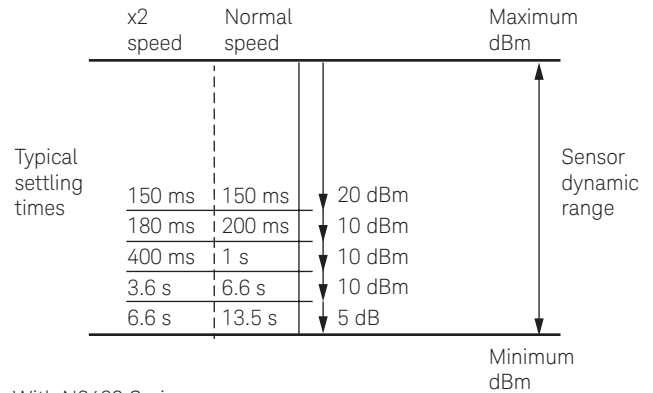 x2 speed
Normal speed
Maximum dBm
Typical settling times
Sensor dynamic range
150 ms 150 ms 20 dBm
180 ms 200 ms 10 dBm
400 ms 1 s 10 dBm
3.6 s 6.6 s 10 dBm
6.6 s 13.5 s 5 dB
Minimum dBm